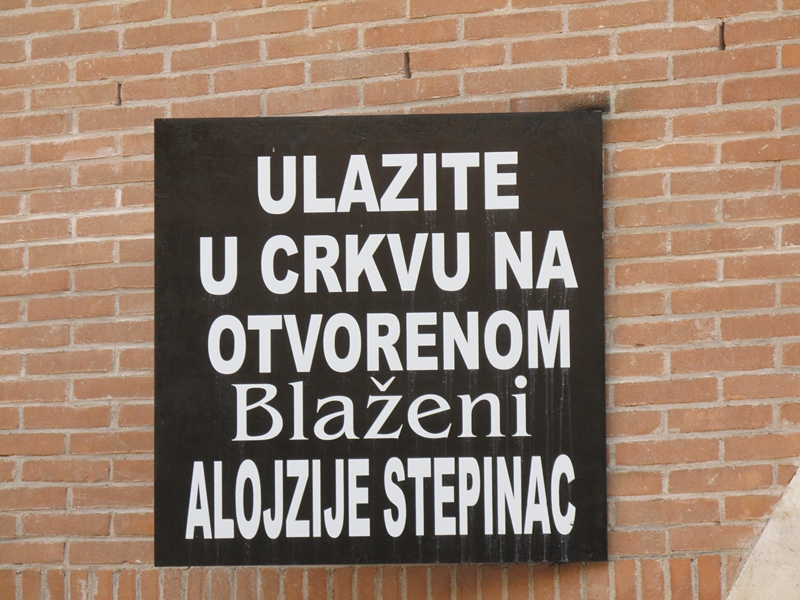 ULAZITE
U CRKVU NA
OTVORENOM
Blaženi
ALOJZIJE STEPINAC